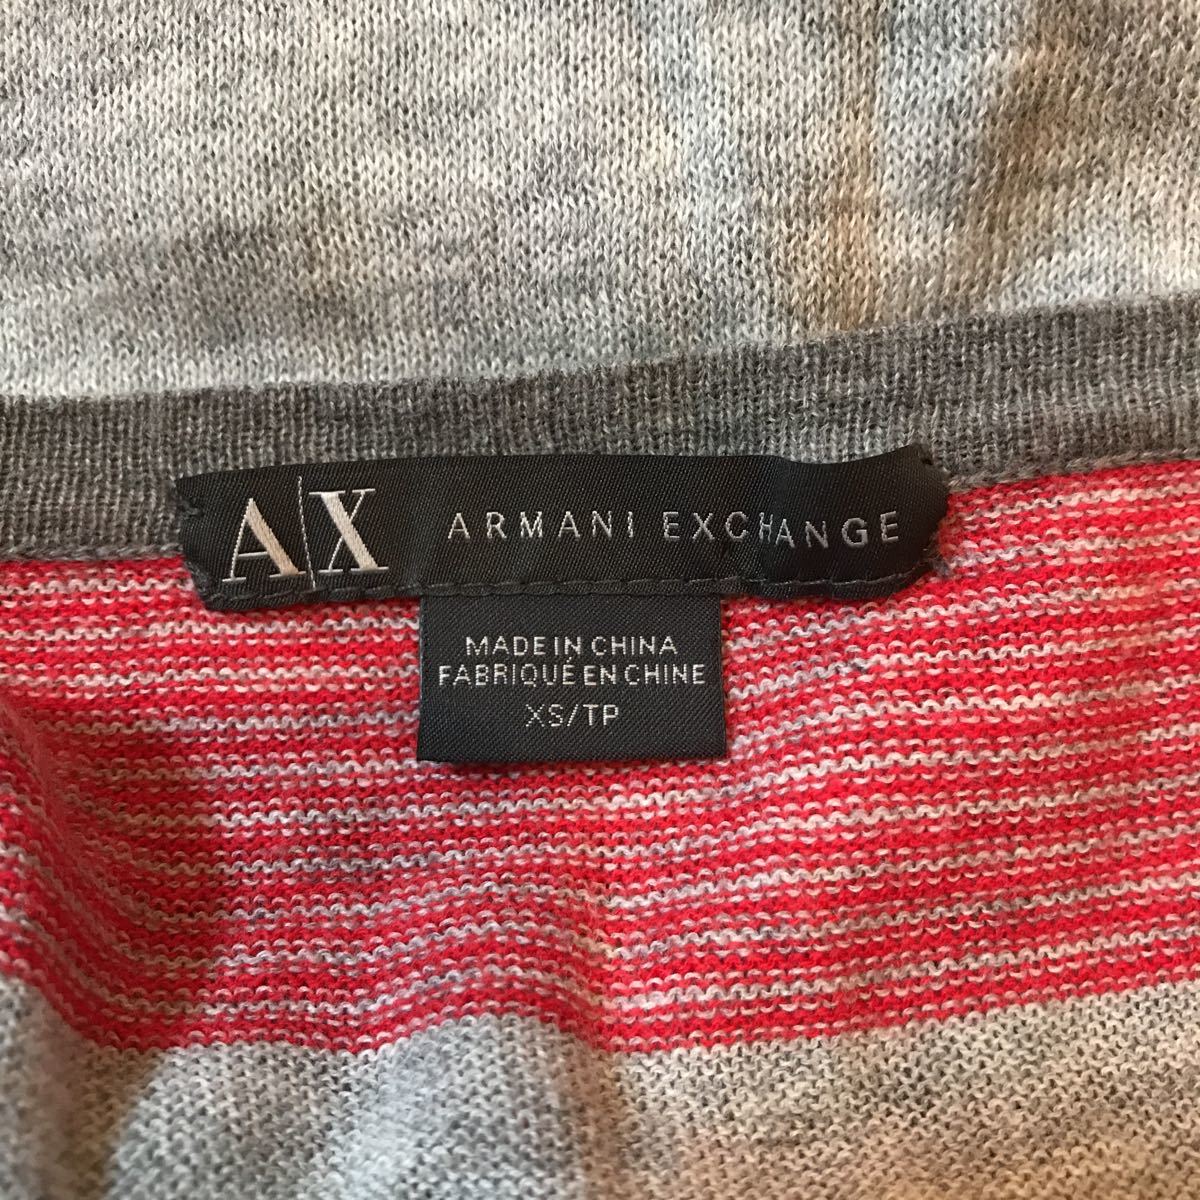 A|X ARMANI EXCHANGE
MADE IN CHINA
FABRIQUÉ EN CHINE
XS/TP